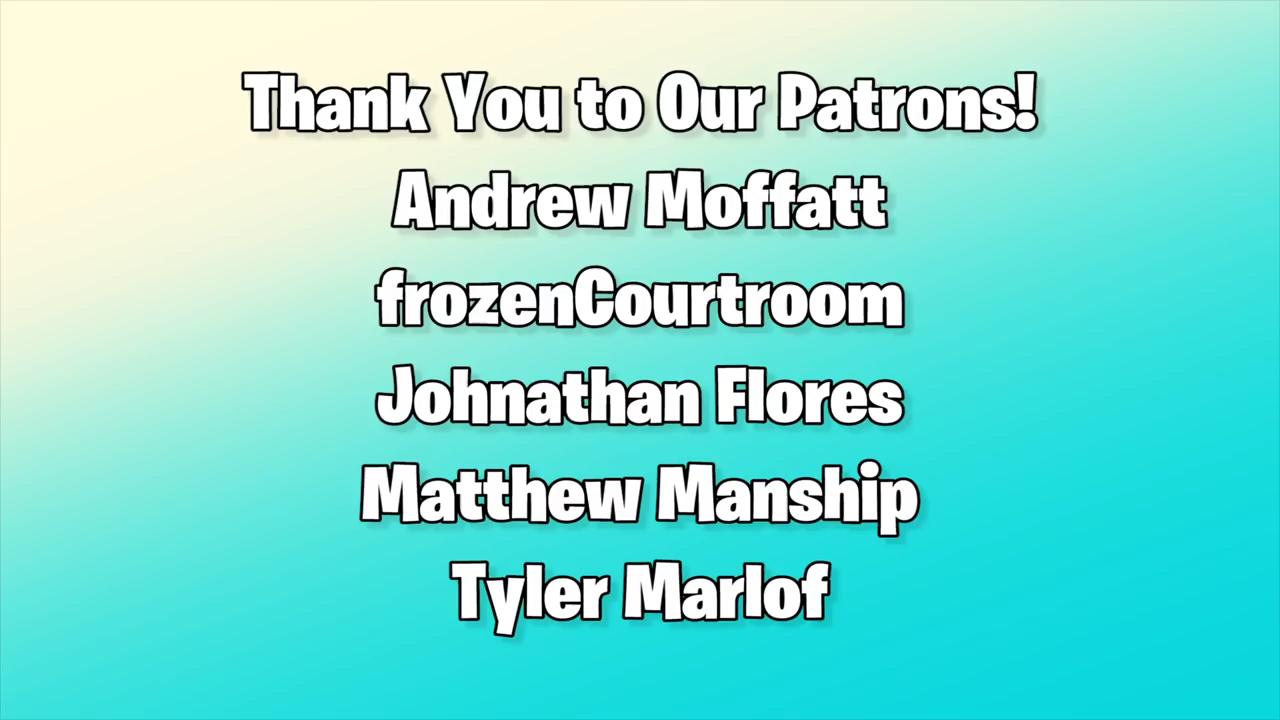 Thank You to Our Patrons!
Andrew Moffatt
frozenCourtroom
Johnathan Flores
Matthew Manship
Tyler Marlof